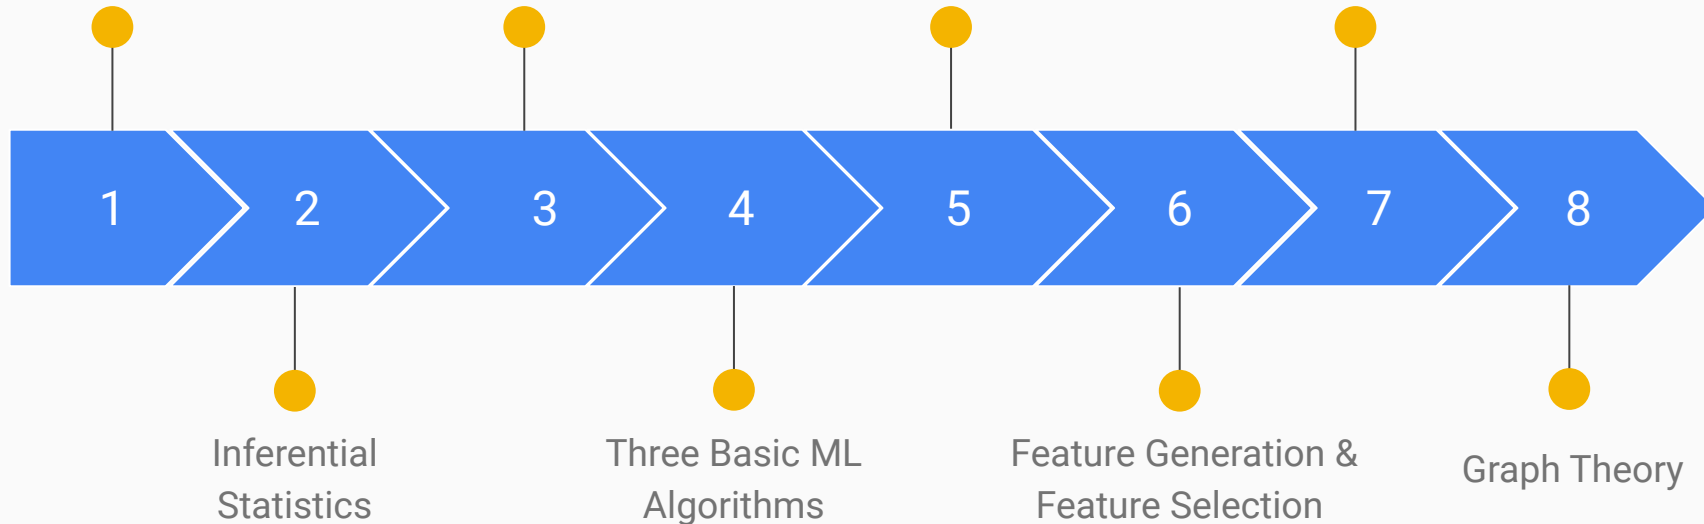 1
2
3
4
5
6
7
8
Inferential
Statistics
Three Basic ML
Algorithms
Feature Generation &
Feature Selection
Graph Theory